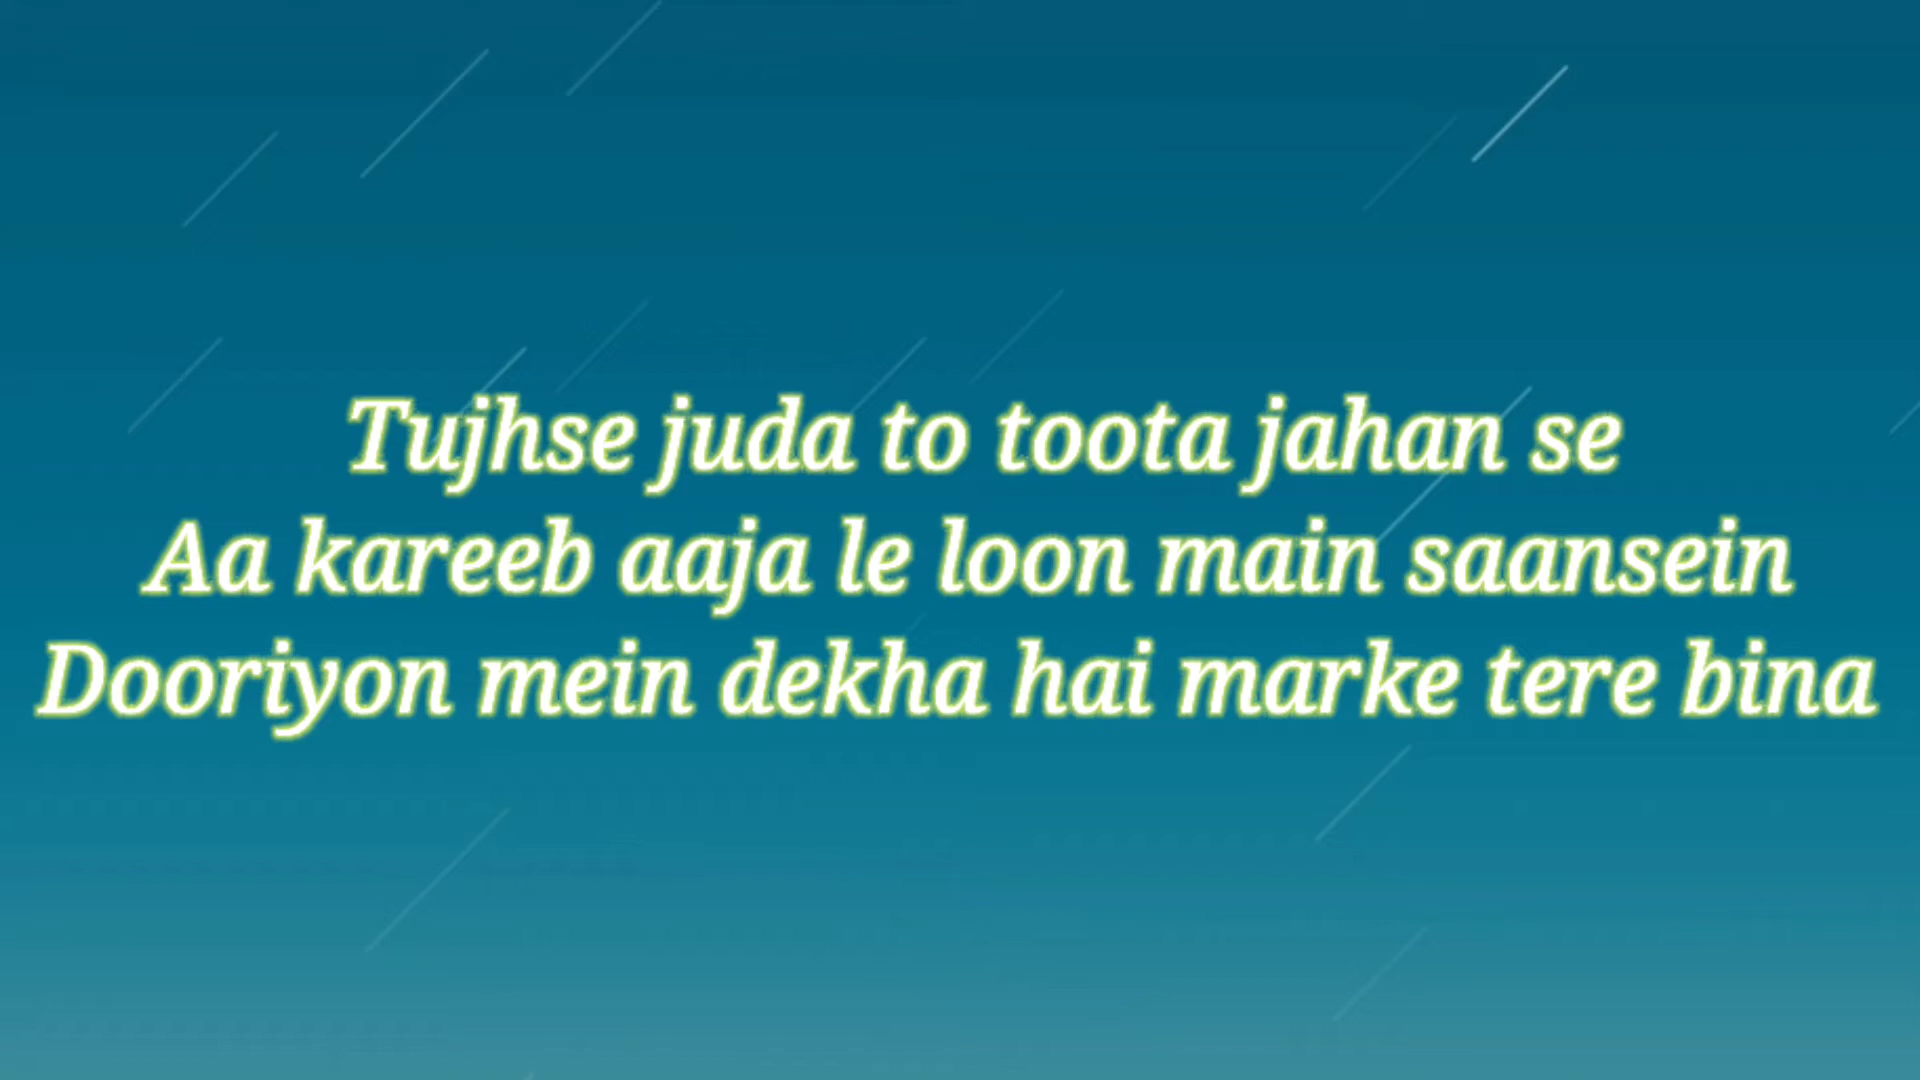 Tujhse juda to toota jahan se
Aa kareeb aaja le loon main saansein
Dooriyon mein dekha hai marke tere bina